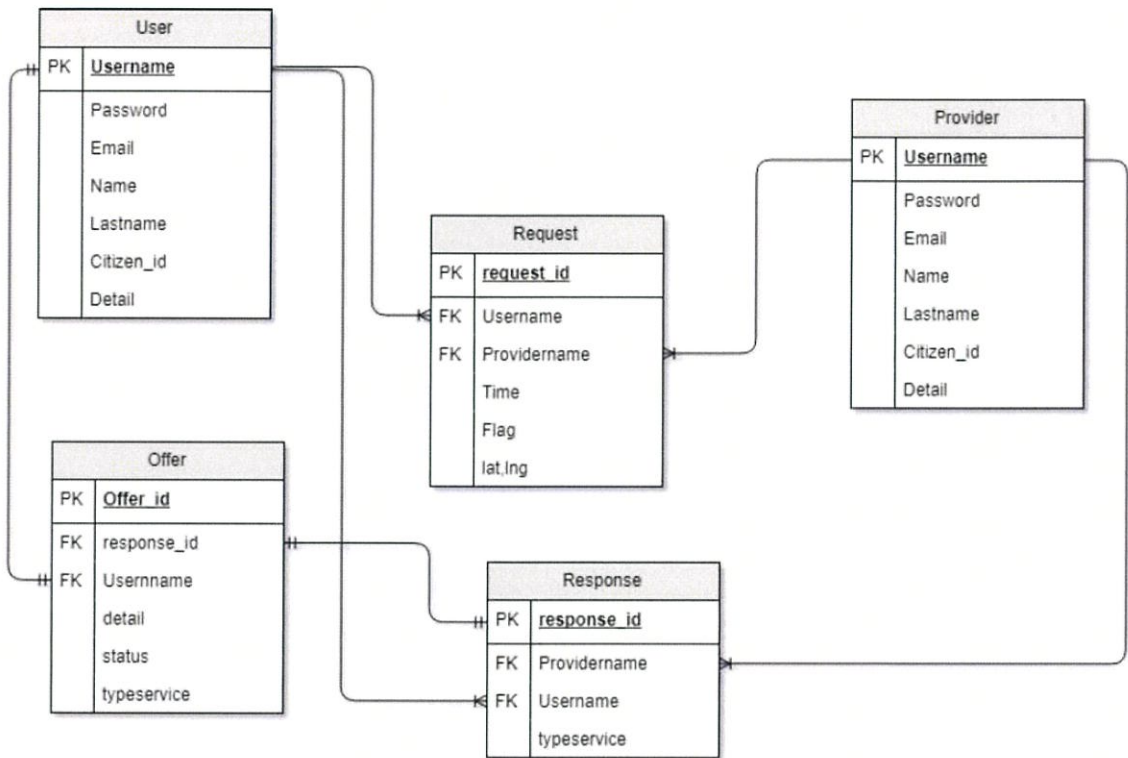 User
PK Username
Password
Email
Name
Lastname
Citizen_id
Detail
Provider
PK Username
Password
Email
Name
Lastname
Citizen_id
Detail
Request
PK request_id
FK Username
FK Providername
Time
Flag
lat,lng
Offer
PK Offer_id
FK response_id
FK Usernname
detail
status
typeservice
Response
PK response_id
FK Providername
FK Username
typeservice